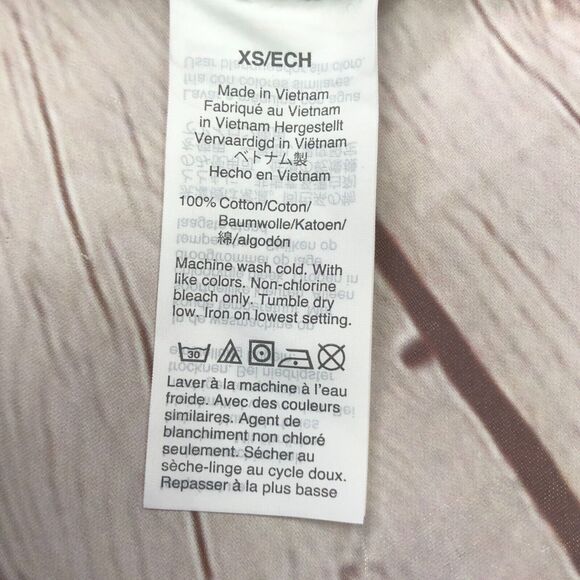 XS/ECH
Made in Vietnam
Fabriqué au Vietnam
in Vietnam Hergestellt
Vervaardigd in Viëtnam
ベトナム製
Hecho en Vietnam
100% Cotton/Coton/
Baumwolle/Katoen/
綿/algodón
Machine wash cold. With
like colors. Non-chlorine
bleach only. Tumble dry
low. Iron on lowest setting.
30
Laver à la machine à l'eau
froide. Avec des couleurs
similaires. Agent de
blanchiment non chloré
seulement. Sécher au
sèche-linge au cycle doux.
Repasser à la plus basse